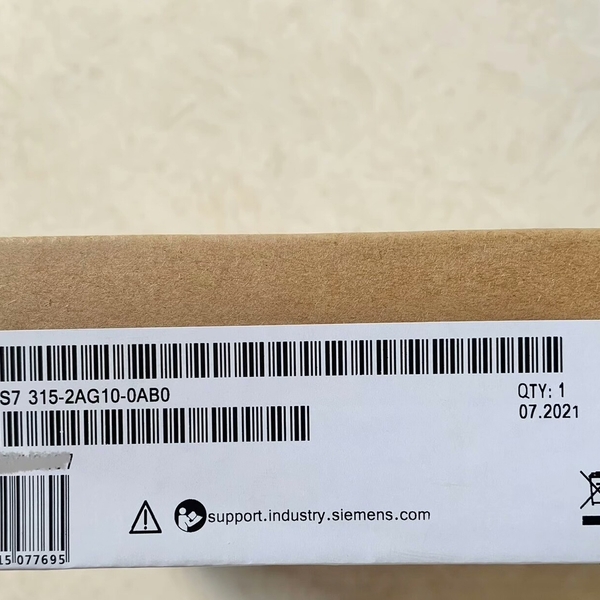 S7 315-2AG10-0AB0
QTY: 1
07.2021
support.industry.siemens.com
15 077695